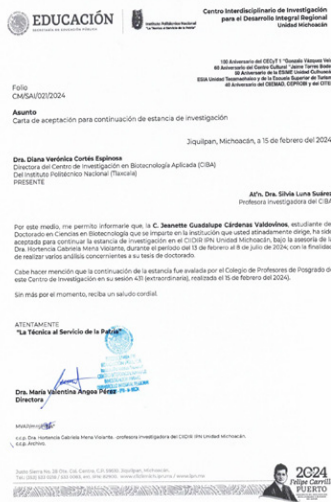 EDUCACIÓN
SECRETARÍA DE EDUCACIÓN PÚBLICA
Instituto Politécnico Nacional
"La Técnica al Servicio de la Patria"
Centro Interdisciplinario de Investigación
para el Desarrollo Integral Regional
Unidad Michoacán
Folio
CM/SAI/021/2024
Asunto
Carta de aceptación para continuación de estancia de investigación
Jiquilpan, Michoacán, a 15 de febrero del 2024
Dra. Diana Verónica Cortés Espinosa
Directora del Centro de Investigación en Biotecnología Aplicada (CIBA)
Del Instituto Politécnico Nacional (Tlaxcala)
PRESENTE
At'n. Dra. Silvia Luna Suárez
Profesora investigadora del CIBA
Por este medio, me permito informarle que, la C. Jeanette Guadalupe Cárdenas Valdovinos, estudiante de
Doctorado en Ciencias en Biotecnología que se imparte en la institución que usted atinadamente dirige, ha sido
aceptada para continuar la estancia de investigación en el CIIDIR IPN Unidad Michoacán, bajo la asesoría de la
Dra. Hortencia Gabriela Mena Violante, durante el periodo del 13 de febrero al 8 de julio de 2024; con la finalidad
de realizar varios análisis concernientes a su tesis de doctorado.
Cabe hacer mención que la continuación de la estancia fue avalada por el Colegio de Profesores de Posgrado de
este Centro de Investigación en su sesión 431 (extraordinaria), realizada el 15 de febrero del 2024).
Sin más por el momento, reciba un saludo cordial.
ATENTAMENTE
"La Técnica al Servicio de la Patria"
Dra. María Valentina Angoa Pérez
Directora
c.c.p. Dra. Hortencia Gabriela Mena Violante. profesora investigadora del CIIDIR IPN Unidad Michoacán.
c.c.p. Archivo.
2024
Felipe Carrillo
PUERTO